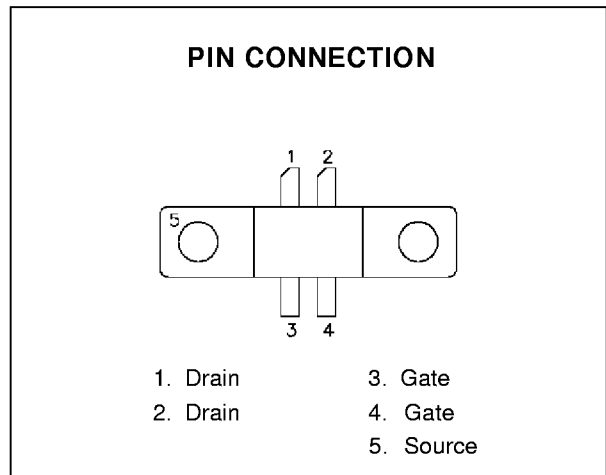 PIN CONNECTION
1 2
5
3 4
1. Drain 3. Gate
2. Drain 4. Gate
5. Source